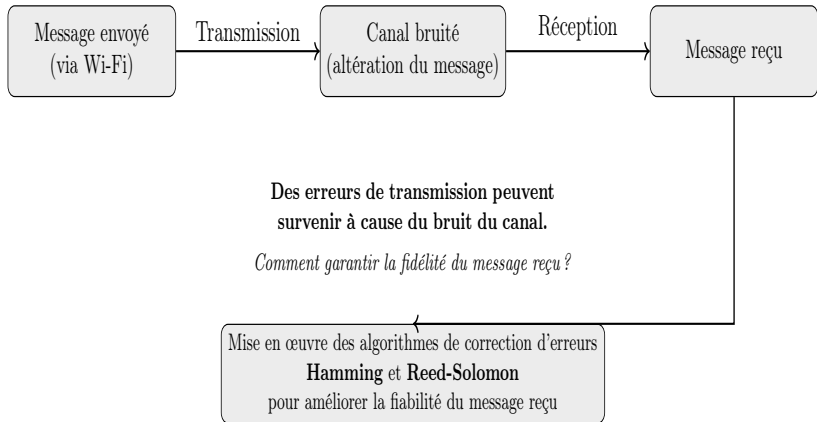 Message envoyé
(via Wi-Fi)
Transmission
Canal bruité
(altération du message)
Réception
Message reçu
Des erreurs de transmission peuvent
survenir à cause du bruit du canal.
Comment garantir la fidélité du message reçu ?
Mise en œuvre des algorithmes de correction d'erreurs
Hamming et Reed-Solomon
pour améliorer la fiabilité du message reçu